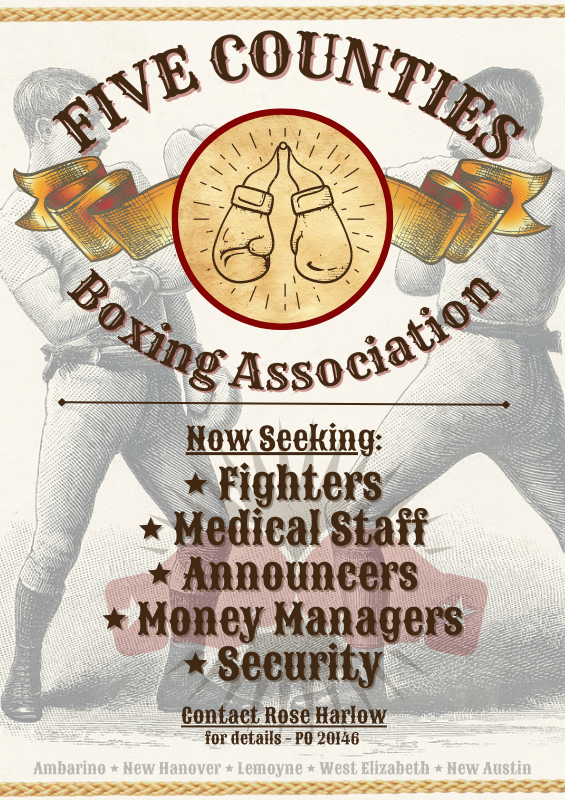 FIVE COUNTIES
Boxing Association
Now Seeking:
★ Fighters
★ Medical Staff
★ Announcers
★ Money Managers
★ Security
Contact Rose Harlow
for details - PO 20146
Ambarino ★ New Hanover ★ Lemoyne ★ West Elizabeth ★ New Austin